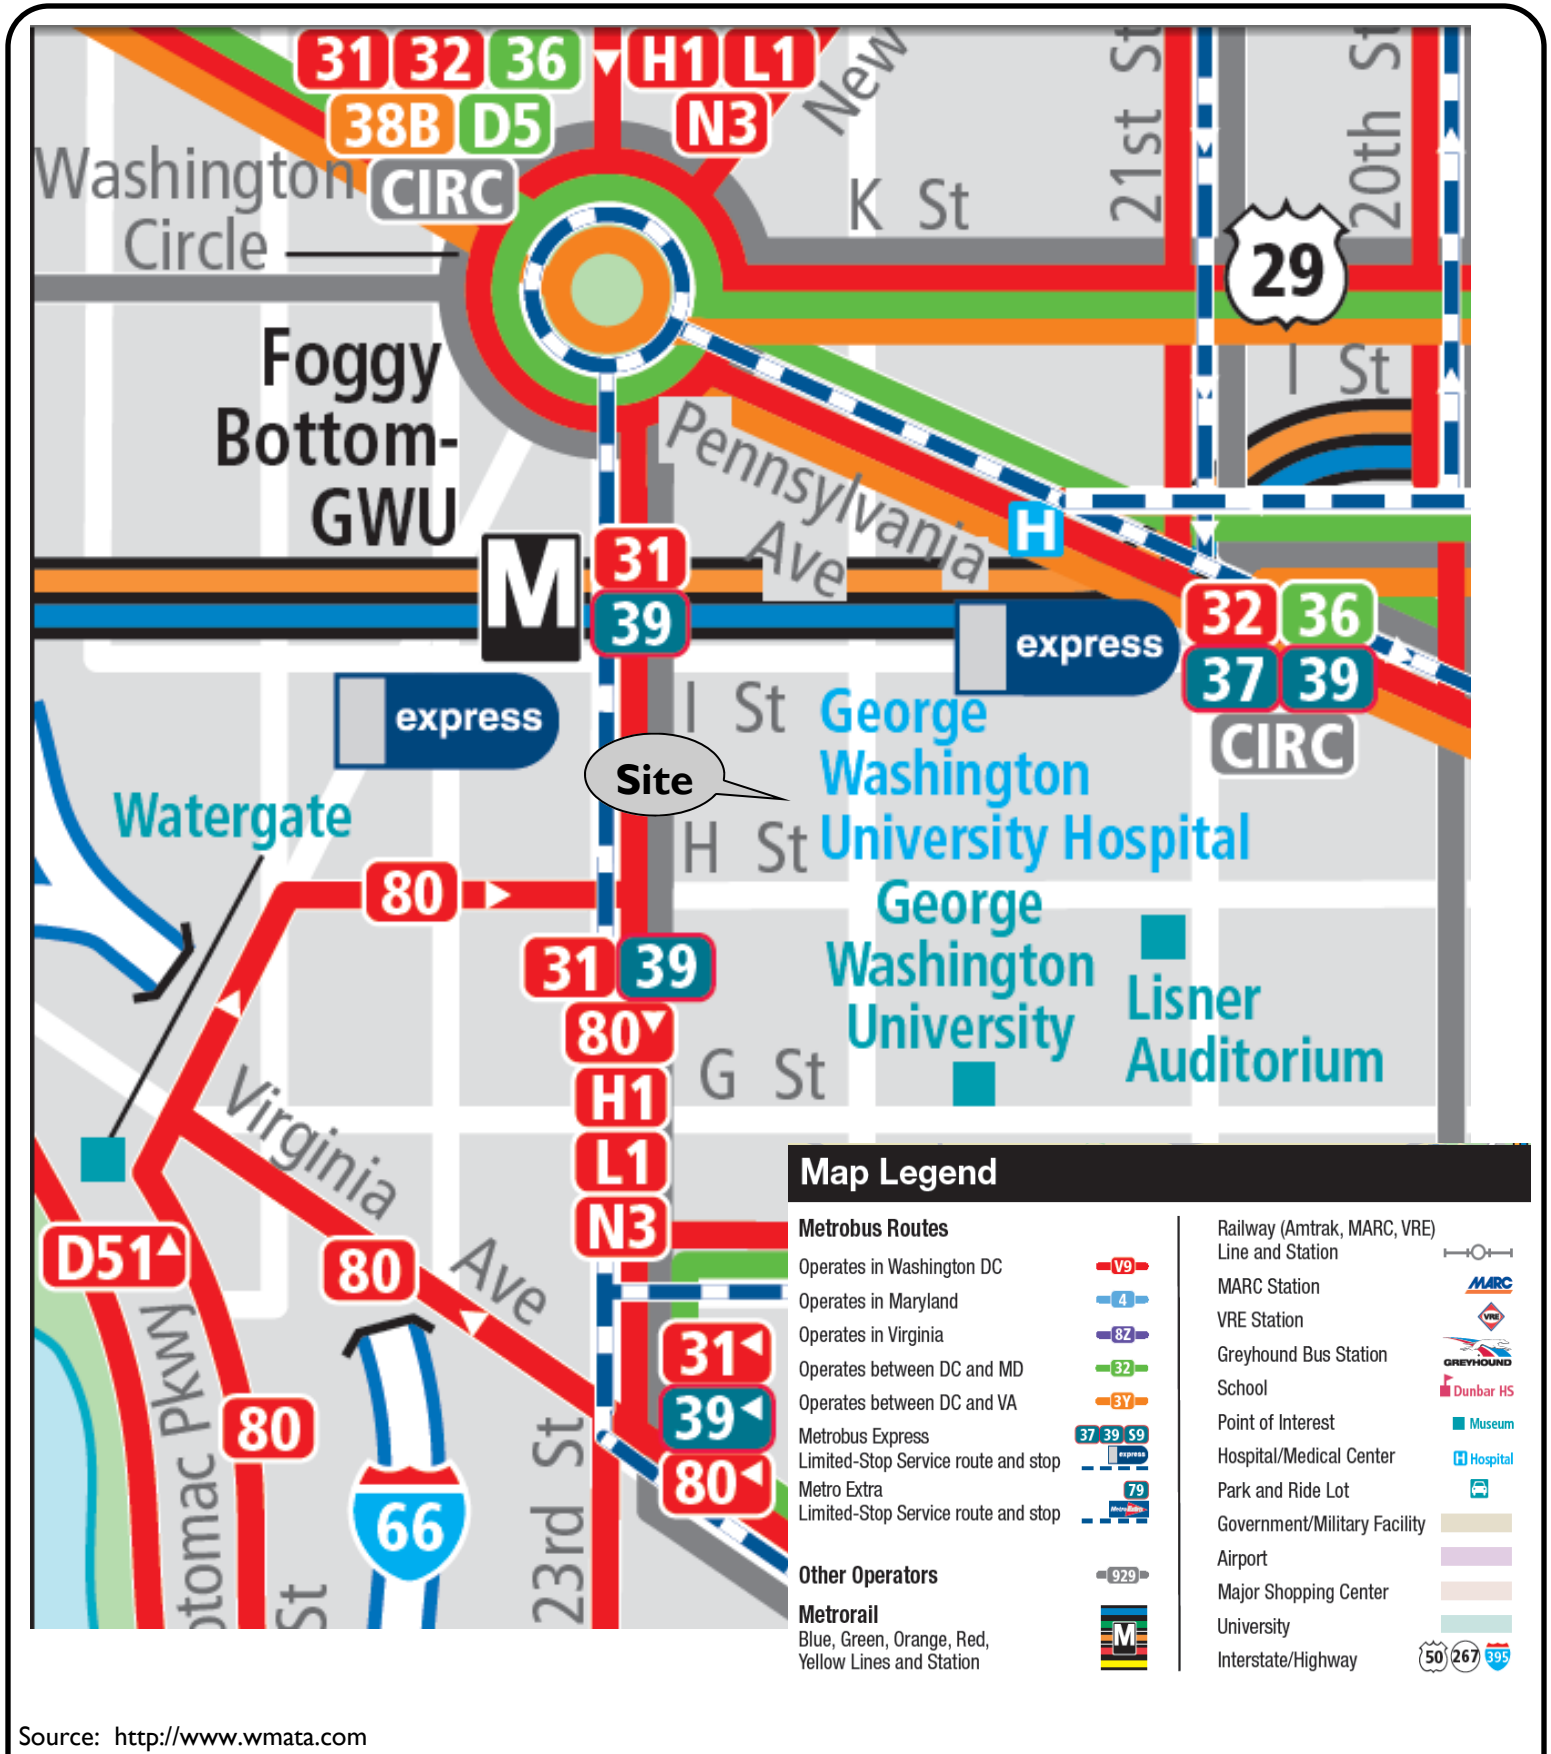 31 32 36
H1 L1
38B D5
N3
CIRC
New
21st St
20th St
Washington
Circle
K St
29
I St
Foggy
Bottom-
GWU
Pennsylvania
Ave
H
M
31
39
express
express
32 36
37 39
CIRC
I St
George
Washington
University Hospital
Site
H St
Watergate
80
George
Washington
University
31 39
80
H1
L1
N3
Lisner
Auditorium
G St
Virginia
Ave
D51
80
80
31
39
80
otomac Pkwy
St
66
23rd St
Map Legend
Metrobus Routes
Operates in Washington DC V9
Operates in Maryland 4
Operates in Virginia 8Z
Operates between DC and MD 32
Operates between DC and VA 3Y
Metrobus Express 37 39 S9
Limited-Stop Service route and stop express
Metro Extra 79
Limited-Stop Service route and stop
Other Operators 929
Metrorail
Blue, Green, Orange, Red,
Yellow Lines and Station
M
Railway (Amtrak, MARC, VRE)
Line and Station
MARC Station MARC
VRE Station VRE
Greyhound Bus Station GREYHOUND
School Dunbar HS
Point of Interest Museum
Hospital/Medical Center H Hospital
Park and Ride Lot
Government/Military Facility
Airport
Major Shopping Center
University
Interstate/Highway 50 267 395
Source: http://www.wmata.com